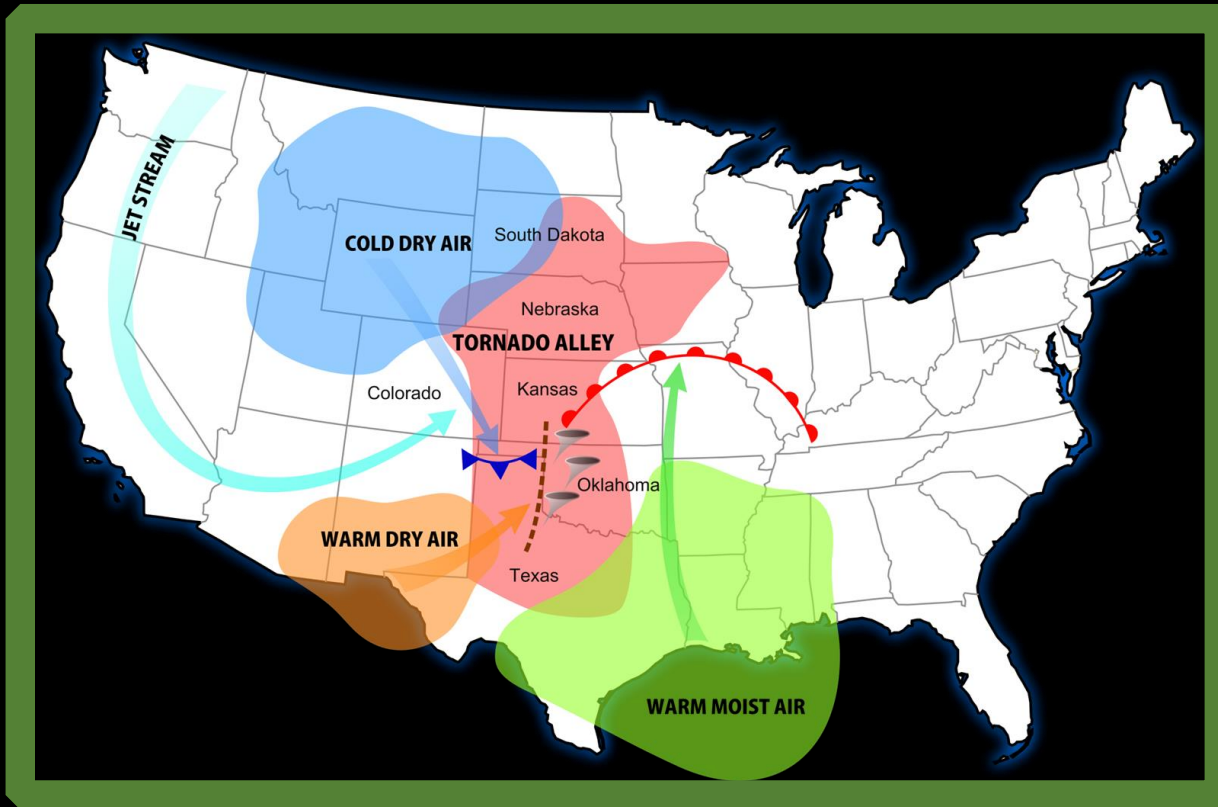 JET STREAM
COLD DRY AIR
South Dakota
Nebraska
TORNADO ALLEY
Colorado
Kansas
Oklahoma
WARM DRY AIR
Texas
WARM MOIST AIR